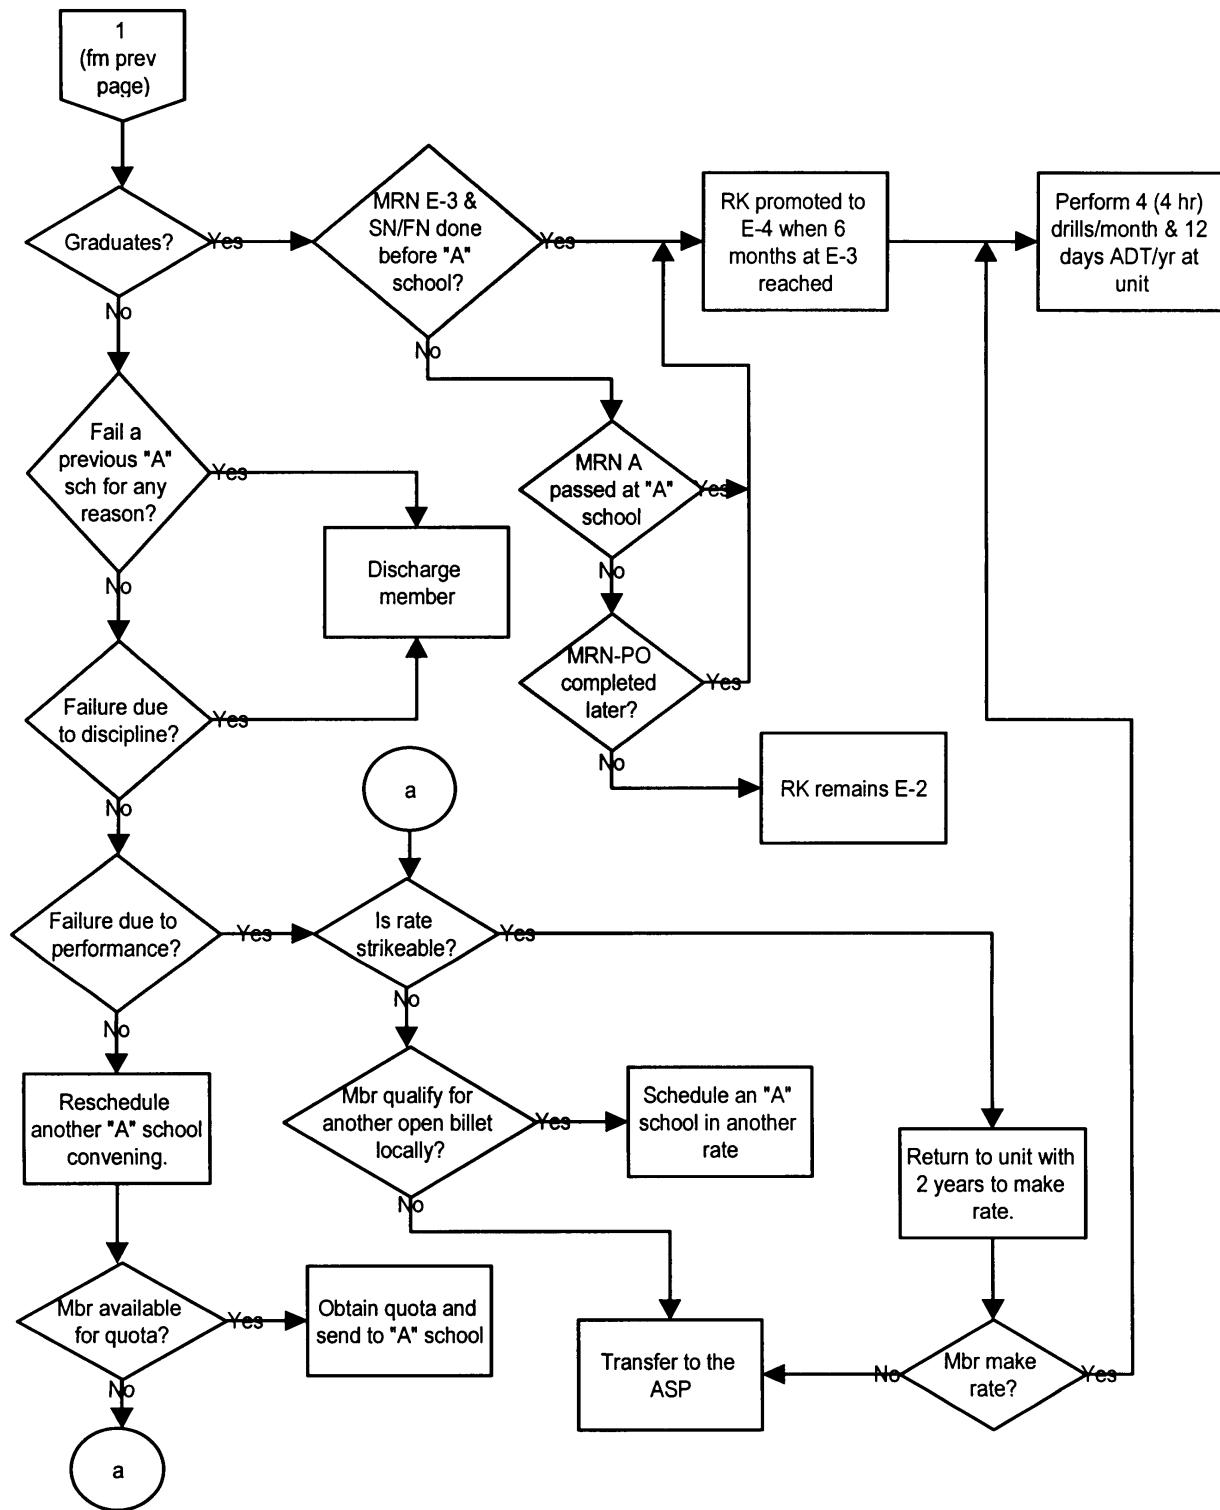 1
(fm prev
page)
Graduates?
Yes
No
MRN E-3 &
SN/FN done
before "A"
school?
Yes
No
RK promoted to
E-4 when 6
months at E-3
reached
Perform 4 (4 hr)
drills/month & 12
days ADT/yr at
unit
Fail a
previous "A"
sch for any
reason?
Yes
No
MRN A
passed at "A"
school
Yes
No
Discharge
member
MRN-PO
completed
later?
Yes
No
Failure due
to discipline?
Yes
No
RK remains E-2
a
Failure due to
performance?
Yes
No
Is rate
strikeable?
Yes
No
Reschedule
another "A" school
convening.
Mbr qualify for
another open billet
locally?
Yes
No
Schedule an "A"
school in another
rate
Return to unit with
2 years to make
rate.
Mbr available
for quota?
Yes
No
Obtain quota and
send to "A" school
Transfer to the
ASP
No
Mbr make
rate?
Yes
a